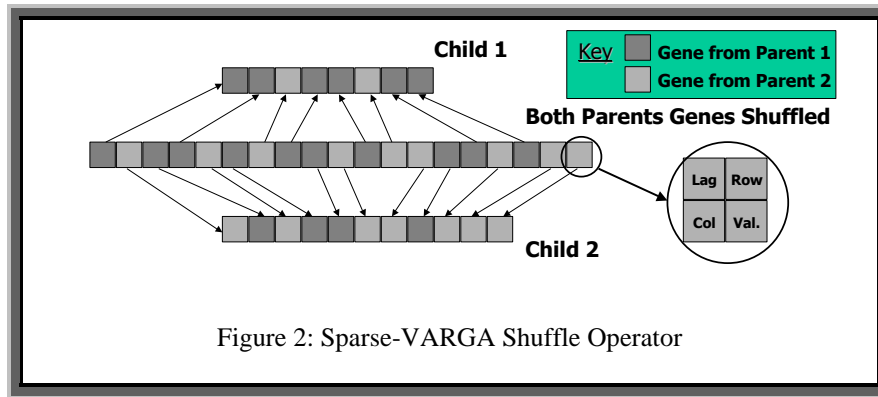 Child 1
Key
Gene from Parent 1
Gene from Parent 2
Both Parents Genes Shuffled
Lag Row
Col Val.
Child 2
Figure 2: Sparse-VARGA Shuffle Operator